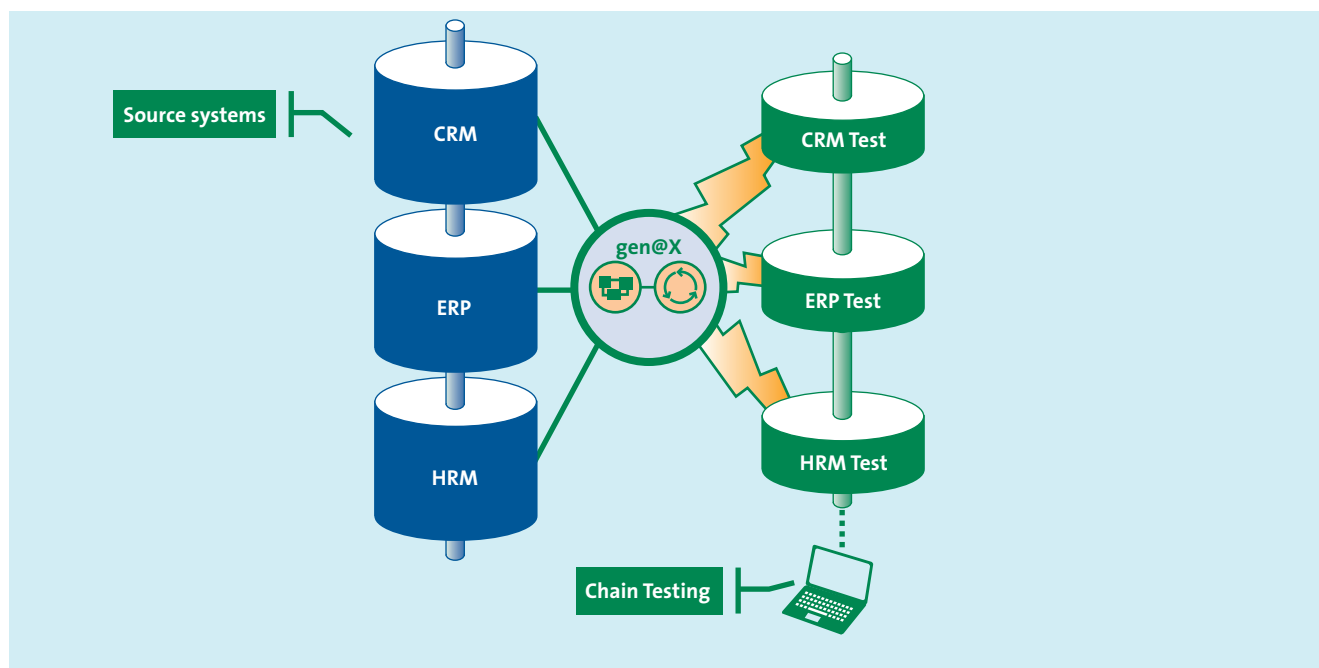 Source systems
CRM
CRM Test
gen@X
ERP
ERP Test
HRM
HRM Test
Chain Testing